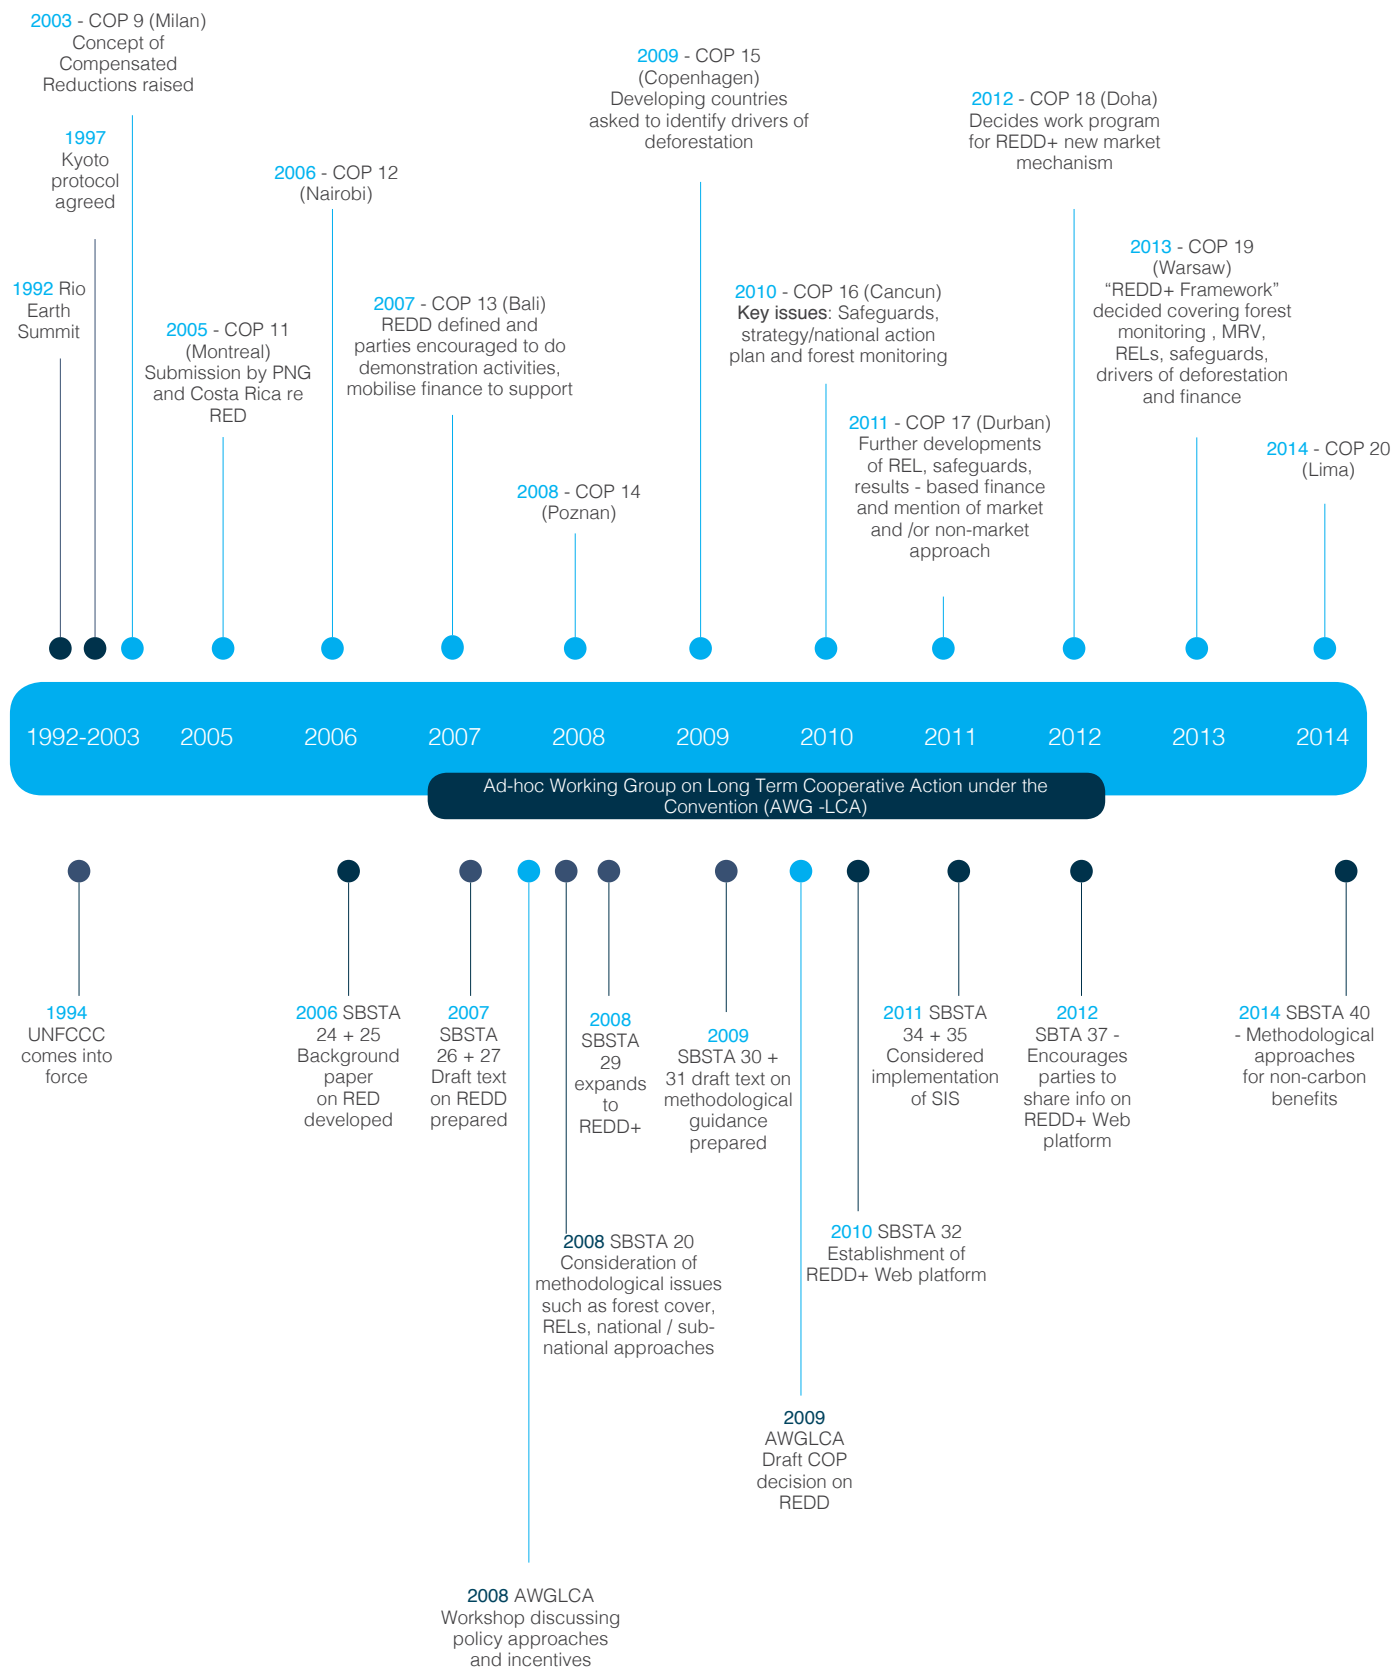 2003 - COP 9 (Milan)
Concept of
Compensated
Reductions raised
1997
Kyoto
protocol
agreed
1992 Rio
Earth
Summit
2005 - COP 11
(Montreal)
Submission by PNG
and Costa Rica re
RED
2006 - COP 12
(Nairobi)
2007 - COP 13 (Bali)
REDD defined and
parties encouraged to do
demonstration activities,
mobilise finance to support
2008 - COP 14
(Poznan)
2009 - COP 15
(Copenhagen)
Developing countries
asked to identify drivers of
deforestation
2010 - COP 16 (Cancun)
Key issues: Safeguards,
strategy/national action
plan and forest monitoring
2011 - COP 17 (Durban)
Further developments
of REL, safeguards,
results - based finance
and mention of market
and /or non-market
approach
2012 - COP 18 (Doha)
Decides work program
for REDD+ new market
mechanism
2013 - COP 19
(Warsaw)
“REDD+ Framework”
decided covering forest
monitoring , MRV,
RELs, safeguards,
drivers of deforestation
and finance
2014 - COP 20
(Lima)
1992-2003 2005 2006 2007 2008 2009 2010 2011 2012 2013 2014
Ad-hoc Working Group on Long Term Cooperative Action under the
Convention (AWG -LCA)
1994
UNFCCC
comes into
force
2006 SBSTA
24 + 25
Background
paper
on RED
developed
2007
SBSTA
26 + 27
Draft text
on REDD
prepared
2008 AWGLCA
Workshop discussing
policy approaches
and incentives
2008 SBSTA 20
Consideration of
methodological issues
such as forest cover,
RELs, national / sub-
national approaches
2008
SBSTA
29
expands
to
REDD+
2009
SBSTA 30 +
31 draft text on
methodological
guidance
prepared
2009
AWGLCA
Draft COP
decision on
REDD
2010 SBSTA 32
Establishment of
REDD+ Web platform
2011 SBSTA
34 + 35
Considered
implementation
of SIS
2012
SBTA 37 -
Encourages
parties to
share info on
REDD+ Web
platform
2014 SBSTA 40
- Methodological
approaches
for non-carbon
benefits